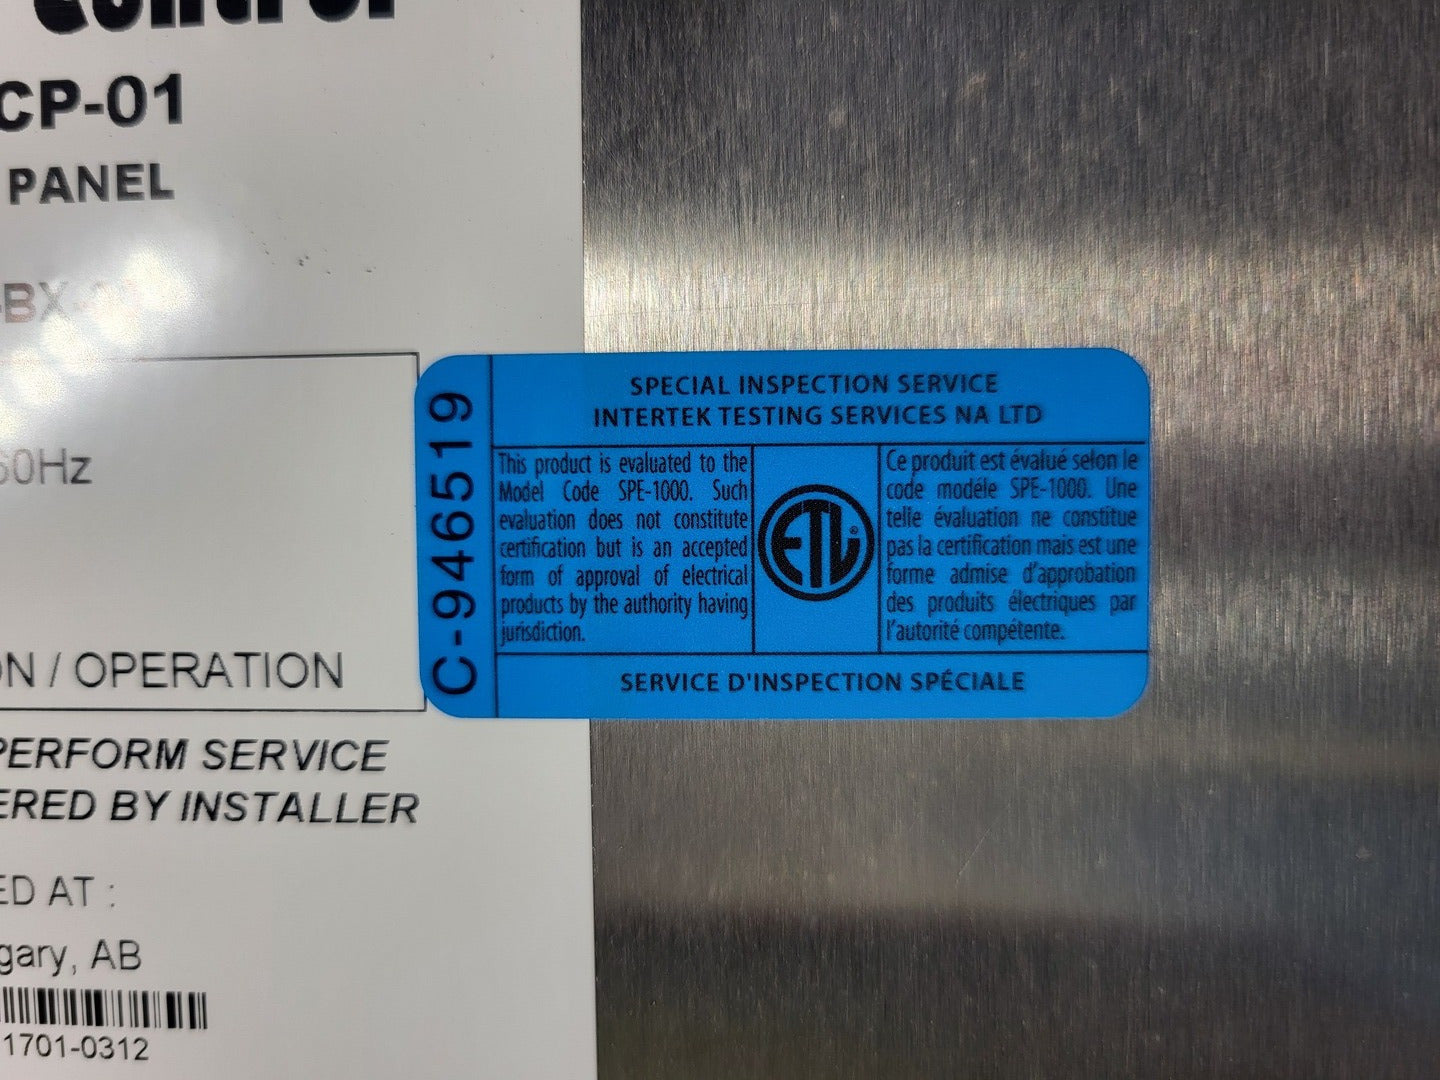 Control
CP-01
PANEL
60Hz
ON / OPERATION
PERFORM SERVICE
ERED BY INSTALLER
ED AT :
gary, AB
1701-0312
C-946519
SPECIAL INSPECTION SERVICE
INTERTEK TESTING SERVICES NA LTD
This product is evaluated to the
Model Code SPE-1000. Such
evaluation does not constitute
certification but is an accepted
form of approval of electrical
products by the authority having
jurisdiction.
ETL
Ce produit est évalué selon le
code modéle SPE-1000. Une
telle évaluation ne constitue
pas la certification mais est une
forme admise d'approbation
des produits électriques par
l'autorité compétente.
SERVICE D'INSPECTION SPÉCIALE